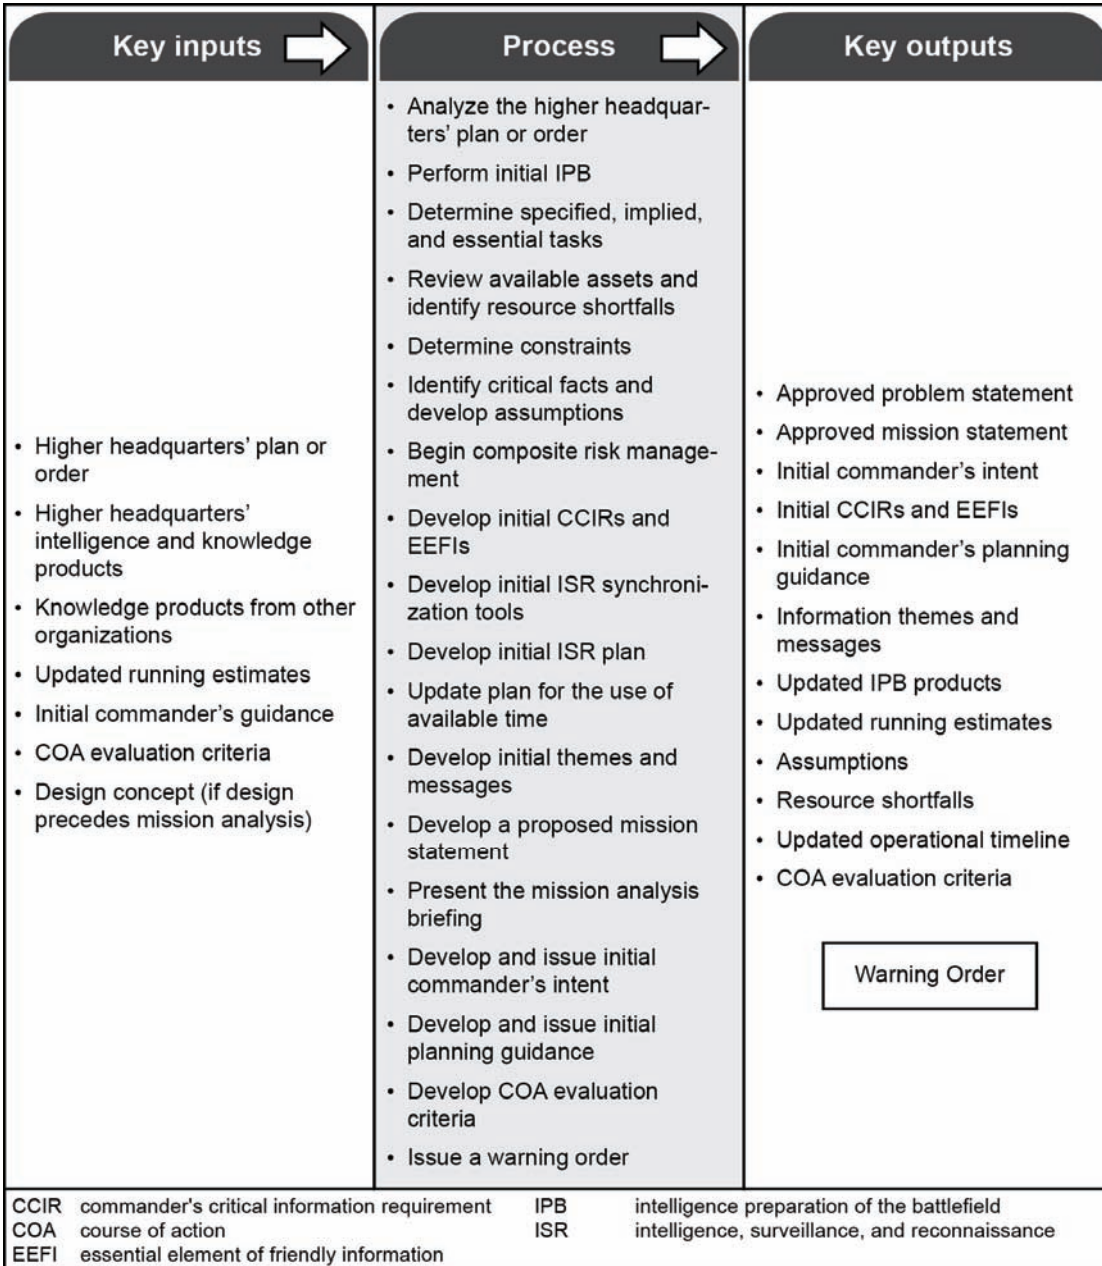 Key inputs
Process
Key outputs
• Higher headquarters’ plan or
order
• Higher headquarters’
intelligence and knowledge
products
• Knowledge products from other
organizations
• Updated running estimates
• Initial commander’s guidance
• COA evaluation criteria
• Design concept (if design
precedes mission analysis)
• Analyze the higher headquar-
ters’ plan or order
• Perform initial IPB
• Determine specified, implied,
and essential tasks
• Review available assets and
identify resource shortfalls
• Determine constraints
• Identify critical facts and
develop assumptions
• Begin composite risk manage-
ment
• Develop initial CCIRs and
EEFIs
• Develop initial ISR synchroni-
zation tools
• Develop initial ISR plan
• Update plan for the use of
available time
• Develop initial themes and
messages
• Develop a proposed mission
statement
• Present the mission analysis
briefing
• Develop and issue initial
commander’s intent
• Develop and issue initial
planning guidance
• Develop COA evaluation
criteria
• Issue a warning order
• Approved problem statement
• Approved mission statement
• Initial commander’s intent
• Initial CCIRs and EEFIs
• Initial commander’s planning
guidance
• Information themes and
messages
• Updated IPB products
• Updated running estimates
• Assumptions
• Resource shortfalls
• Updated operational timeline
• COA evaluation criteria
Warning Order
CCIR commander's critical information requirement IPB intelligence preparation of the battlefield
COA course of action ISR intelligence, surveillance, and reconnaissance
EEFI essential element of friendly information